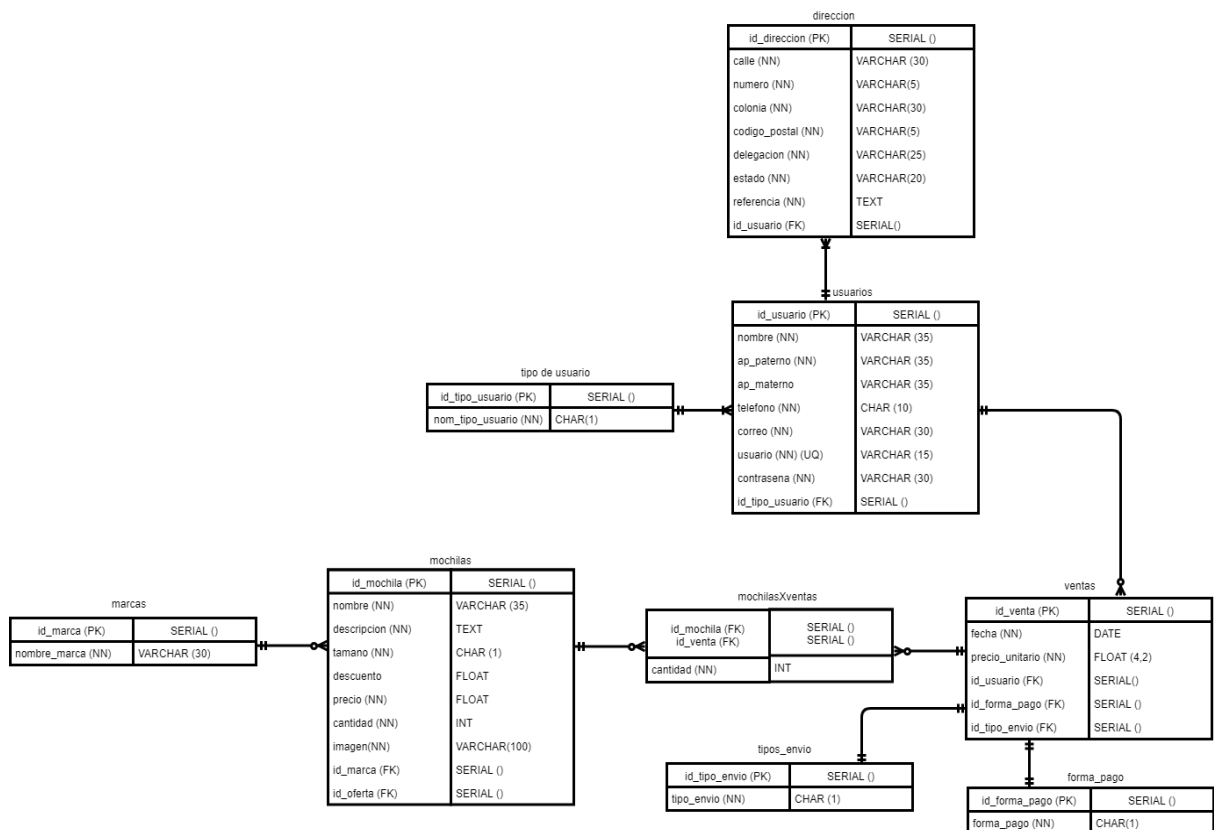 direccion
id_direccion (PK) SERIAL ()
calle (NN) VARCHAR (30)
numero (NN) VARCHAR(5)
colonia (NN) VARCHAR(30)
codigo_postal (NN) VARCHAR(5)
delegacion (NN) VARCHAR(25)
estado (NN) VARCHAR(20)
referencia (NN) TEXT
id_usuario (FK) SERIAL()
usuarios
id_usuario (PK) SERIAL ()
nombre (NN) VARCHAR (35)
ap_paterno (NN) VARCHAR (35)
ap_materno VARCHAR (35)
telefono (NN) CHAR (10)
correo (NN) VARCHAR (30)
usuario (NN) (UQ) VARCHAR (15)
contrasena (NN) VARCHAR (30)
id_tipo_usuario (FK) SERIAL ()
tipo de usuario
id_tipo_usuario (PK) SERIAL ()
nom_tipo_usuario (NN) CHAR(1)
marcas
id_marca (PK) SERIAL ()
nombre_marca (NN) VARCHAR (30)
mochilas
id_mochila (PK) SERIAL ()
nombre (NN) VARCHAR (35)
descripcion (NN) TEXT
tamano (NN) CHAR (1)
descuento FLOAT
precio (NN) FLOAT
cantidad (NN) INT
imagen(NN) VARCHAR(100)
id_marca (FK) SERIAL ()
id_oferta (FK) SERIAL ()
mochilasXventas
id_mochila (FK) SERIAL ()
id_venta (FK) SERIAL ()
cantidad (NN) INT
ventas
id_venta (PK) SERIAL ()
fecha (NN) DATE
precio_unitario (NN) FLOAT (4,2)
id_usuario (FK) SERIAL()
id_forma_pago (FK) SERIAL ()
id_tipo_envio (FK) SERIAL ()
tipos_envio
id_tipo_envio (PK) SERIAL ()
tipo_envio (NN) CHAR (1)
forma_pago
id_forma_pago (PK) SERIAL ()
forma_pago (NN) CHAR(1)